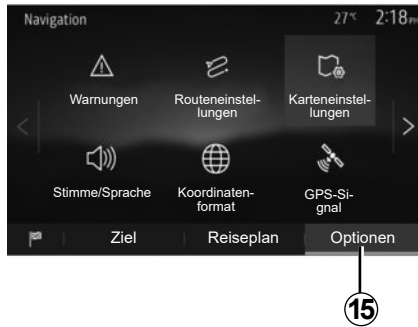 Navigation
27°C
2:18PM
Warnungen
Routeneinstel-
lungen
Karteneinstel-
lungen
Stimme/Sprache
Koordinaten-
format
GPS-Si-
gnal
Ziel
Reiseplan
Optionen
15